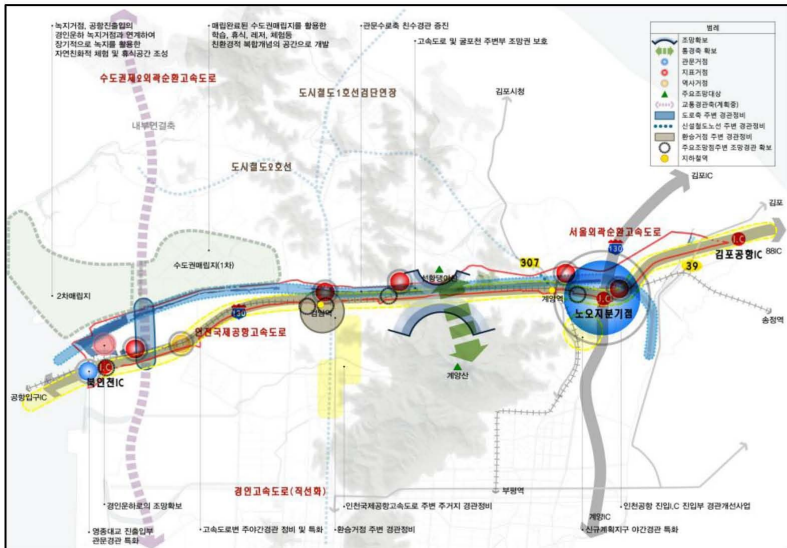 ·녹지거점, 공항진출입의
경인운하 녹지거점과 연계하여
장기적으로 녹지를 활용한
자연친화적 체험 및 휴식공간 조성
·매립완료된 수도권매립지를 활용한
학습, 휴식, 레저, 체험등
친환경적 복합개념의 공간으로 개발
·관문수로축 친수경관 증진
·고속도로 및 굴포천 주변부 조망권 보호
범례
조망확보
통경축 확보
관문거점
지표거점
역사거점
주요조망대상
교통경관축(계획중)
도로축 주변 경관정비
신설철도노선 주변 경관정비
환승거점 주변 경관정비
주요조망점주변 조망경관 확보
지하철역
수도권제2외곽순환고속도로
도시철도1호선검단연장
김포시청
내부연결축
도시철도2호선
김포IC
김포
서울외곽순환고속도로
130
I.C
김포공항IC
88IC
수도권매립지(1차)
307
39
2차매립지
검암역
계양역
I.C
노오지분기점
송정역
130
인천국제공항고속도로
계양산
I.C
북인천IC
공항입구IC
경인고속도로(직선화)
부평역
·경인운하로의 조망확보
·인천국제공항고속도로 주변 주거지 경관정비
계양IC
·인천공항 진입I.C 진입부 경관개선사업
·영종대교 진출입부
관문경관 특화
·고속도로변 주야간경관 정비 및 특화
·환승거점 주변 경관정비
·신규계획지구 야간경관 특화